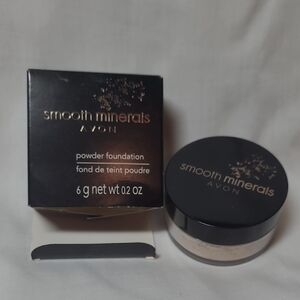 smooth minerals
AVON
powder foundation
fond de teint poudre
6 g net wt 0.2 oz
smooth minerals
AVON